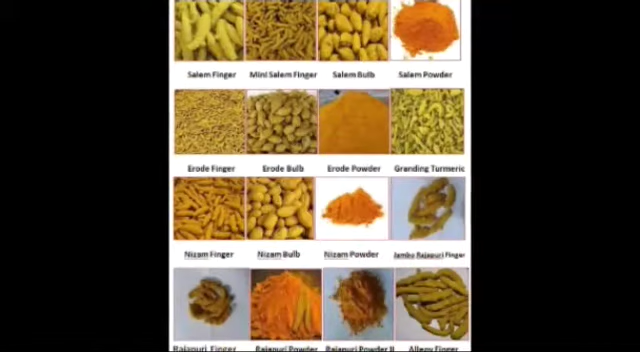 Salem Finger Mini Salem Finger Salem Bulb Salem Powder
Erode Finger Erode Bulb Erode Powder Granding Turmeric
Nizam Finger Nizam Bulb Nizam Powder Jambo Rajapuri Finger
Rajapuri Finger Rajapuri Powder Rajapuri Powder II Allepy Finger